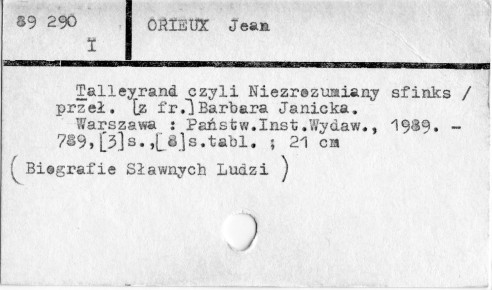 89 290
I
ORIEUX Jean
Talleyrand czyli Niezrozumiany sfinks /
przeł. [z fr.] Barbara Janicka.
Warszawa : Państw.Inst.Wydaw., 1989. -
789,[3]s.,[8]s.tabl. ; 21 cm
( Biografie Sławnych Ludzi )